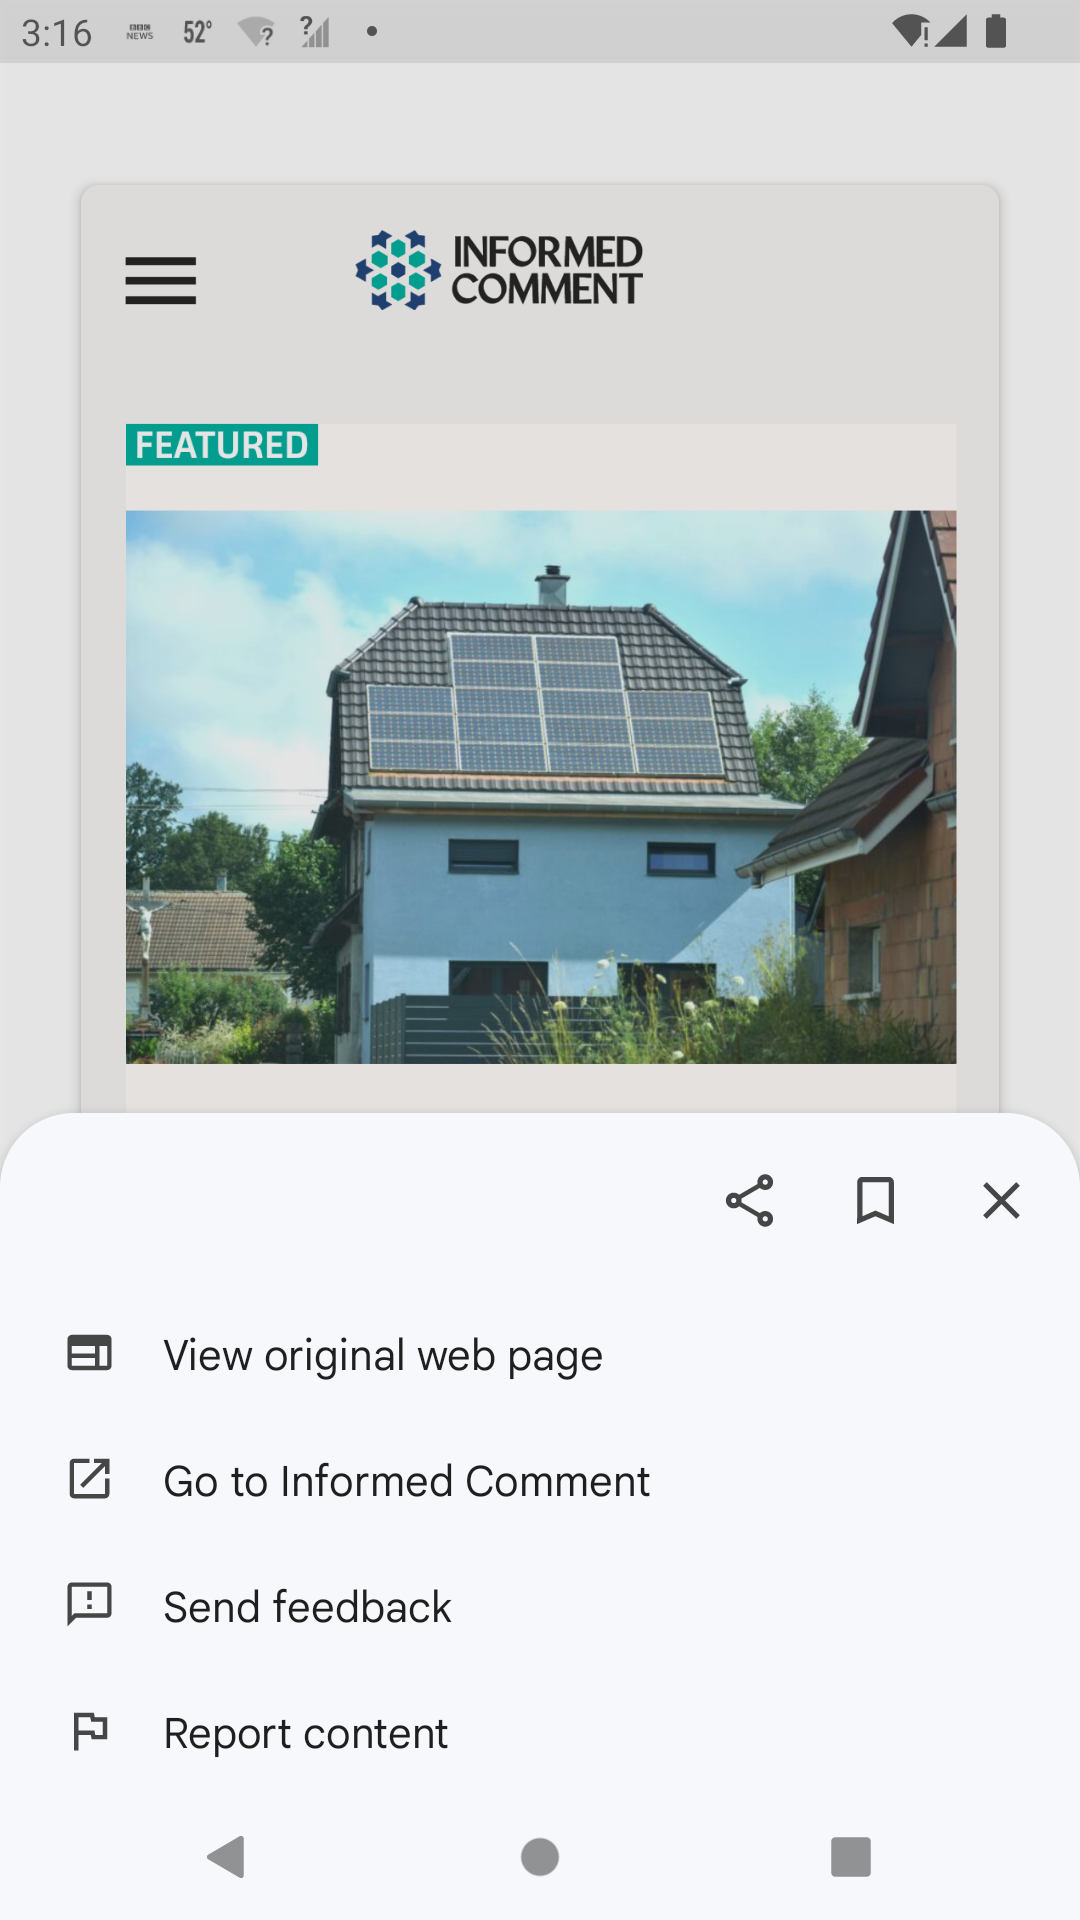 3:16 BBC NEWS 52°
INFORMED
COMMENT
FEATURED
View original web page
Go to Informed Comment
Send feedback
Report content